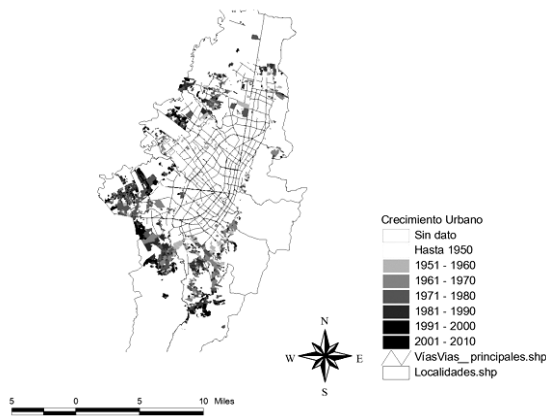 Crecimiento Urbano
Sin dato
Hasta 1950
1951 - 1960
1961 - 1970
1971 - 1980
1981 - 1990
1991 - 2000
2001 - 2010
VíasVias__principales.shp
Localidades.shp
N
W E
S
5 0 5 10 Miles